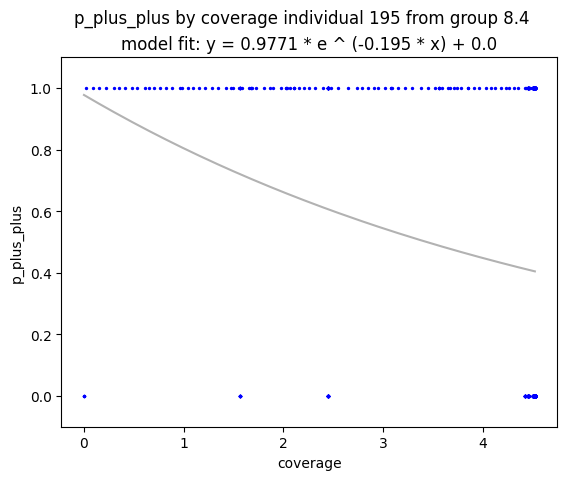 p_plus_plus by coverage individual 195 from group 8.4
model fit: y = 0.9771 * e ^ (-0.195 * x) + 0.0
1.0
0.8
0.6
0.4
0.2
0.0
p_plus_plus
0 1 2 3 4
coverage